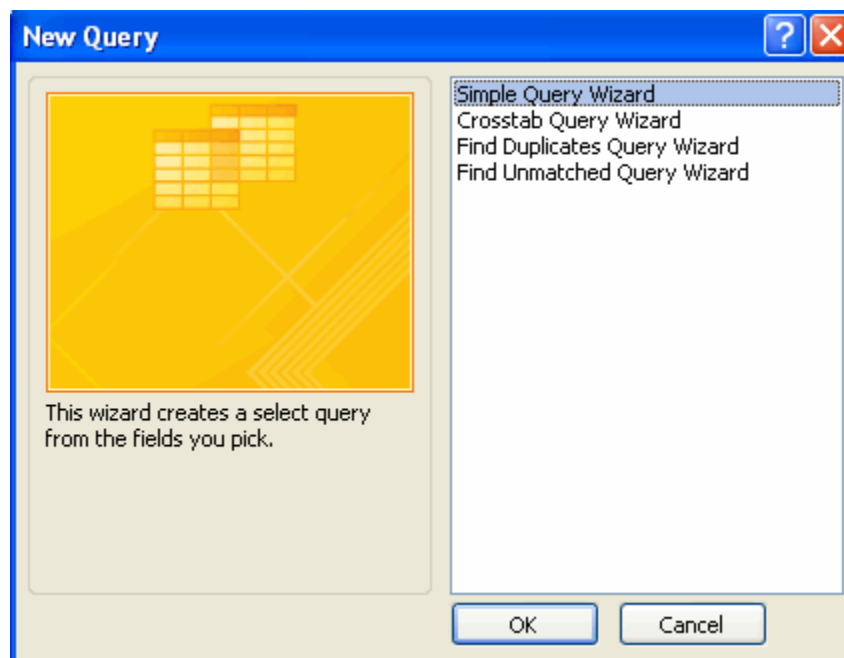 New Query
Simple Query Wizard
Crosstab Query Wizard
Find Duplicates Query Wizard
Find Unmatched Query Wizard
This wizard creates a select query
from the fields you pick.
OK
Cancel